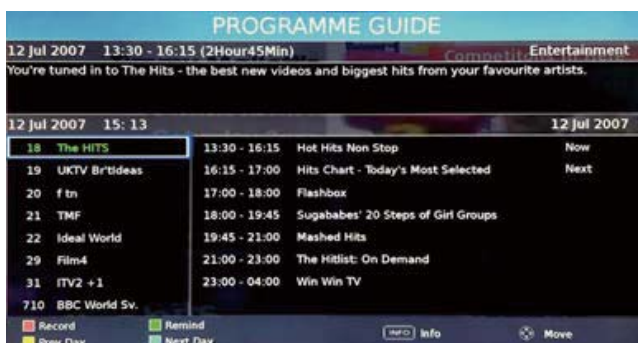 PROGRAMME GUIDE
12 Jul 2007 13:30 - 16:15 (2Hour45Min) Entertainment
You're tuned in to The Hits - the best new videos and biggest hits from your favourite artists.
12 Jul 2007 15: 13 12 Jul 2007
18 The HITS 13:30 - 16:15 Hot Hits Non Stop Now
19 UKTV Br'tIdeas 16:15 - 17:00 Hits Chart - Today's Most Selected Next
20 f tn 17:00 - 18:00 Flashbox
21 TMF 18:00 - 19:45 Sugababes' 20 Steps of Girl Groups
22 Ideal World 19:45 - 21:00 Mashed Hits
29 Film4 21:00 - 23:00 The Hitlist: On Demand
31 ITV2 +1 23:00 - 04:00 Win Win TV
710 BBC World Sv.
Record Remind INFO Info Move
Prev Day Next Day